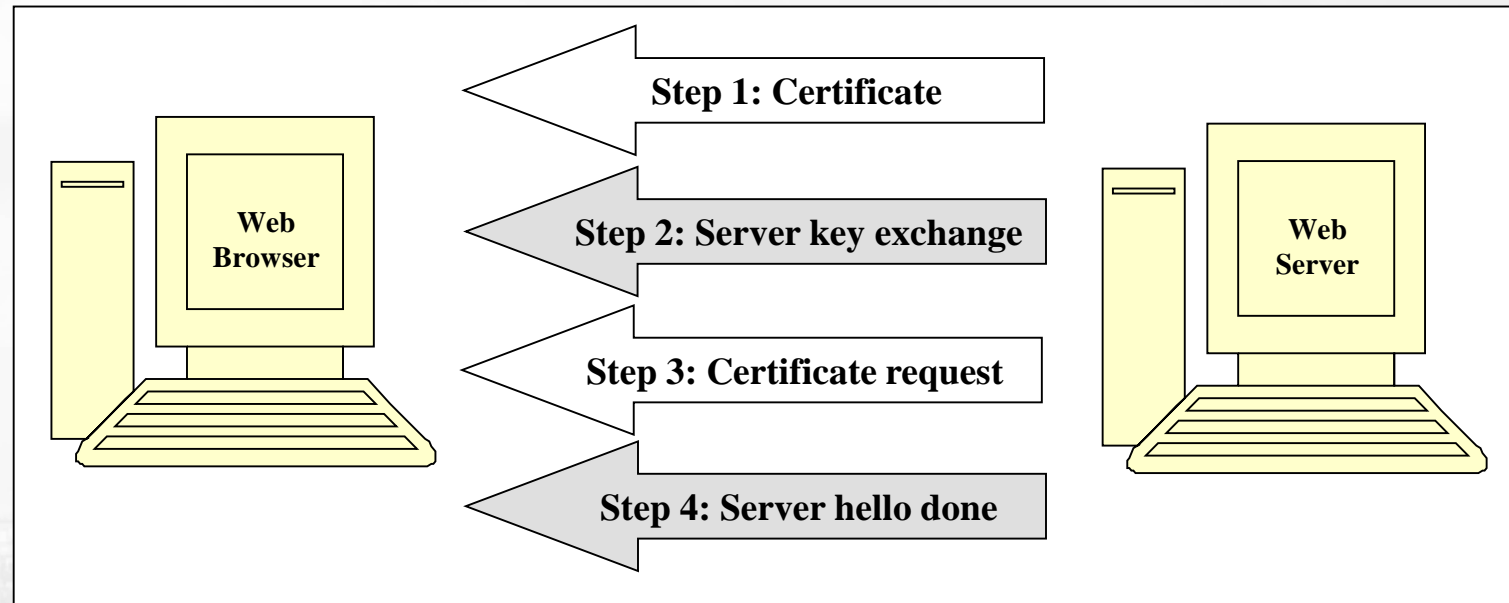 Step 1: Certificate
Step 2: Server key exchange
Step 3: Certificate request
Step 4: Server hello done
Web
Browser
Web
Server